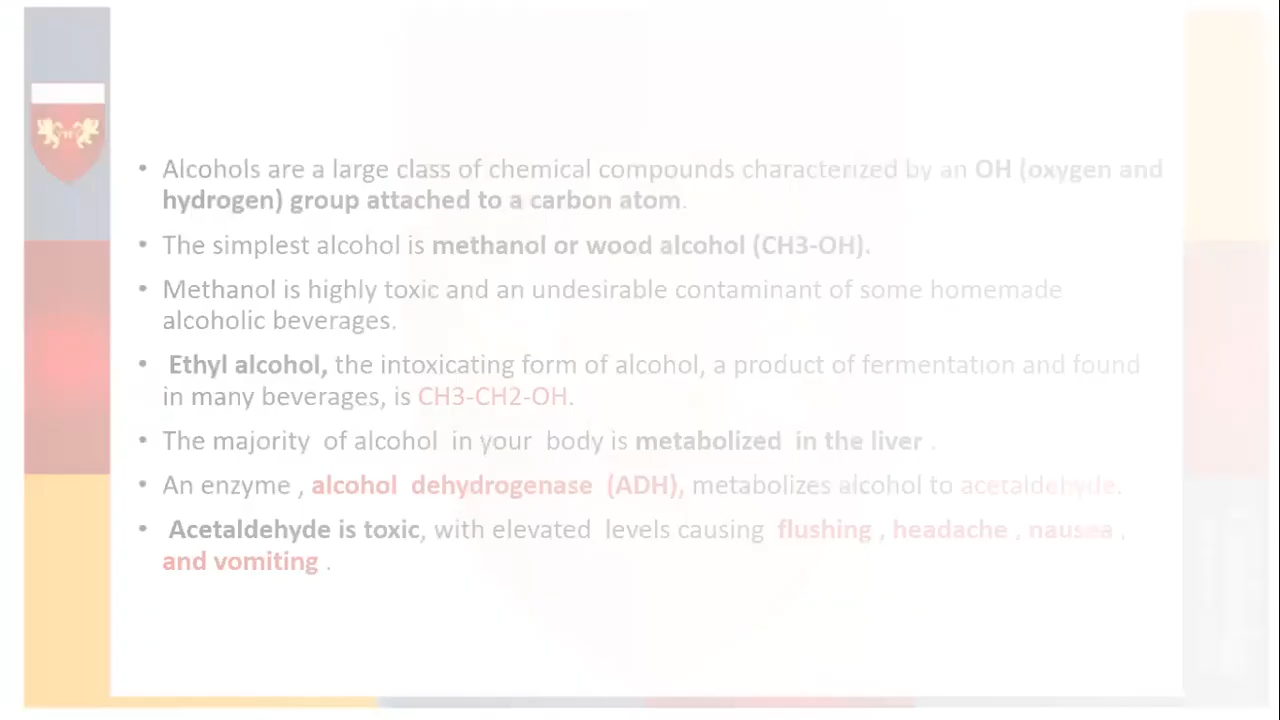 • Alcohols are a large class of chemical compounds characterized by an OH (oxygen and
hydrogen) group attached to a carbon atom.
• The simplest alcohol is methanol or wood alcohol (CH3-OH).
• Methanol is highly toxic and an undesirable contaminant of some homemade
alcoholic beverages.
• Ethyl alcohol, the intoxicating form of alcohol, a product of fermentation and found
in many beverages, is CH3-CH2-OH.
• The majority of alcohol in your body is metabolized in the liver .
• An enzyme , alcohol dehydrogenase (ADH), metabolizes alcohol to acetaldehyde.
• Acetaldehyde is toxic, with elevated levels causing flushing , headache , nausea ,
and vomiting .